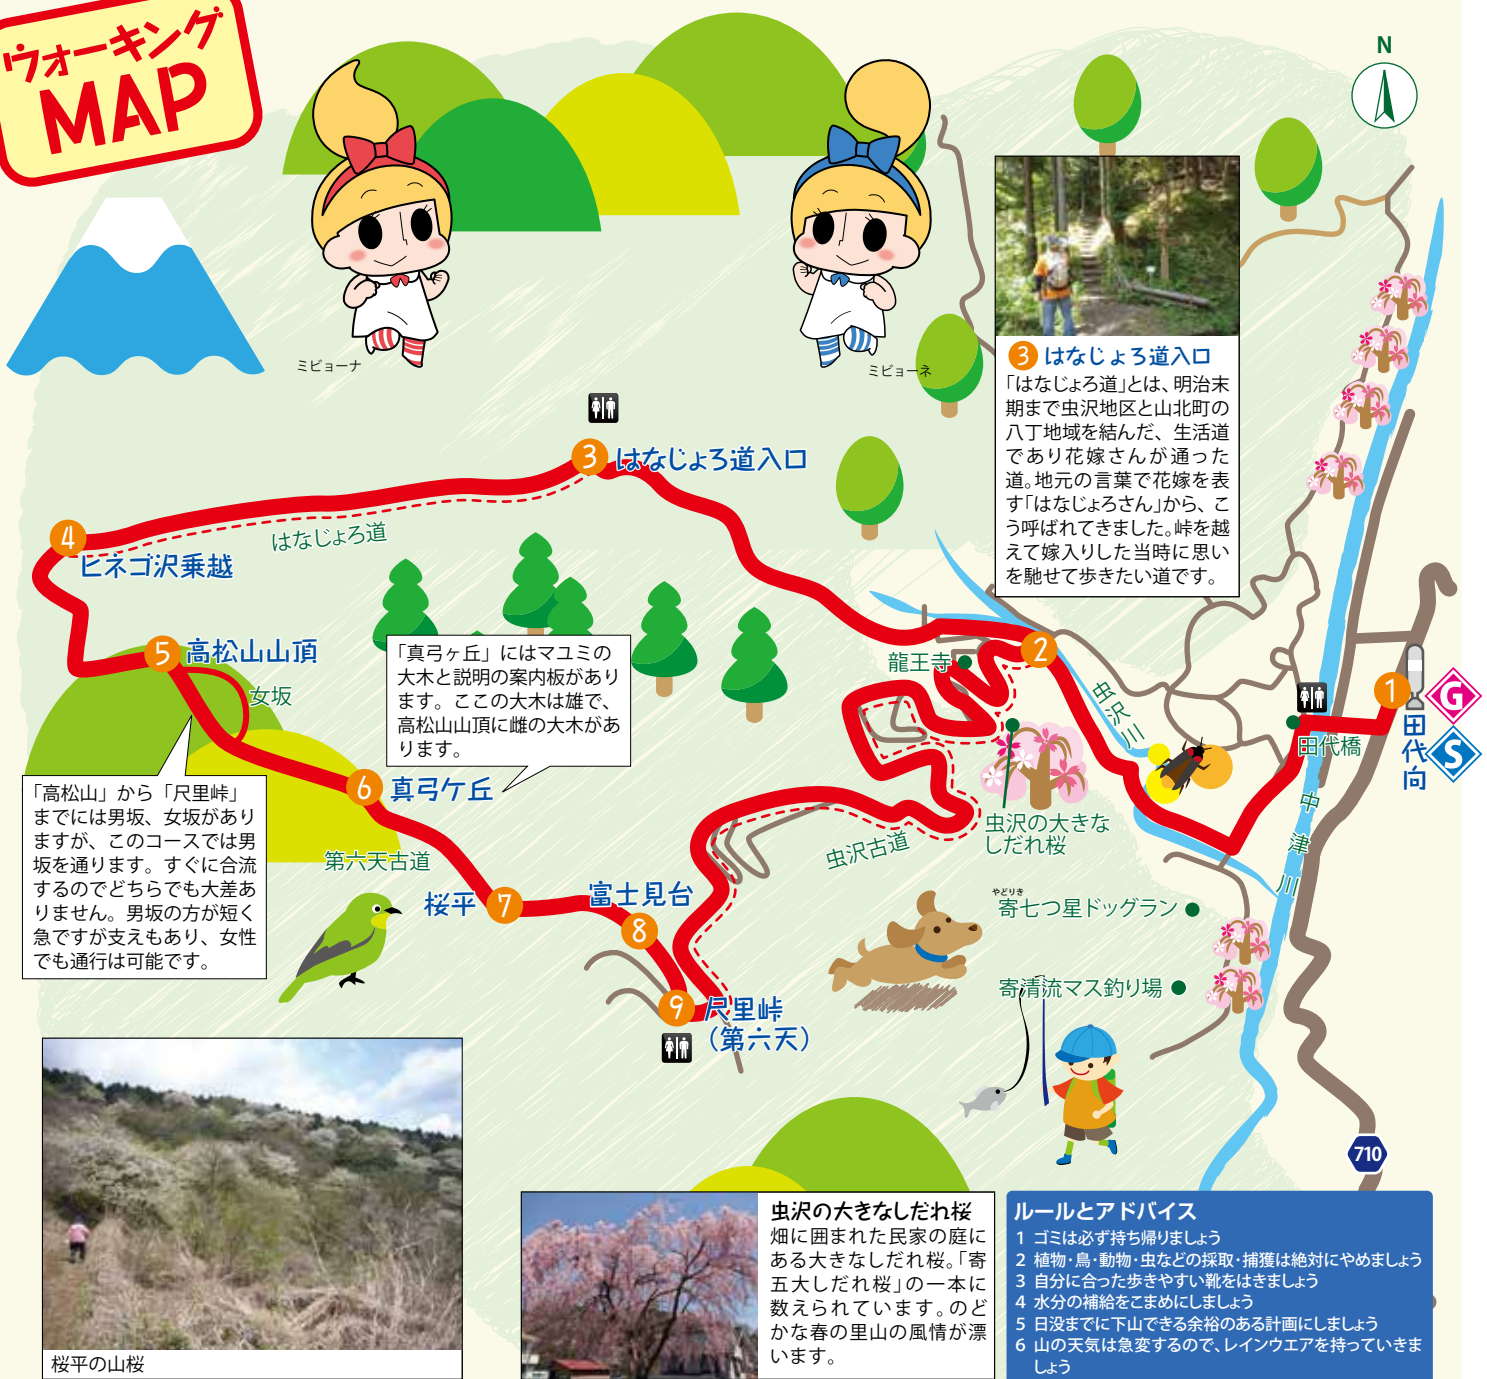 ウォーキング
MAP
N
ミビョーナ
ミビョーネ
3 はなじょろ道入口
「はなじょろ道」とは、明治末
期まで虫沢地区と山北町の
八丁地域を結んだ、生活道
であり花嫁さんが通った
道。地元の言葉で花嫁を表
す「はなじょろさん」から、こ
う呼ばれてきました。峠を越
えて嫁入りした当時に思い
を馳せて歩きたい道です。
3 はなじょろ道入口
4
ヒネゴ沢乗越
はなじょろ道
5 高松山山頂
女坂
「真弓ヶ丘」にはマユミの
大木と説明の案内板があり
ます。ここの大木は雄で、
高松山山頂に雌の大木があ
ります。
龍王寺
2
虫沢川
1
田代向
G
S
田代橋
中津川
「高松山」から「尺里峠」
までには男坂、女坂があり
ますが、このコースでは男
坂を通ります。すぐに合流
するのでどちらでも大差あ
りません。男坂の方が短く
急ですが支えもあり、女性
でも通行は可能です。
6 真弓ケ丘
第六天古道
桜平 7
富士見台
8
虫沢古道
虫沢の大きな
しだれ桜
やどりき
寄七つ星ドッグラン
寄清流マス釣り場
9 尺里峠
(第六天)
710
桜平の山桜
虫沢の大きなしだれ桜
畑に囲まれた民家の庭に
ある大きなしだれ桜。「寄
五大しだれ桜」の一本に
数えられています。のど
かな春の里山の風情が漂
います。
ルールとアドバイス
1 ゴミは必ず持ち帰りましょう
2 植物・鳥・動物・虫などの採取・捕獲は絶対にやめましょう
3 自分に合った歩きやすい靴をはきましょう
4 水分の補給をこまめにしましょう
5 日没までに下山できる余裕のある計画にしましょう
6 山の天気は急変するので、レインウエアを持っていきま
しょう